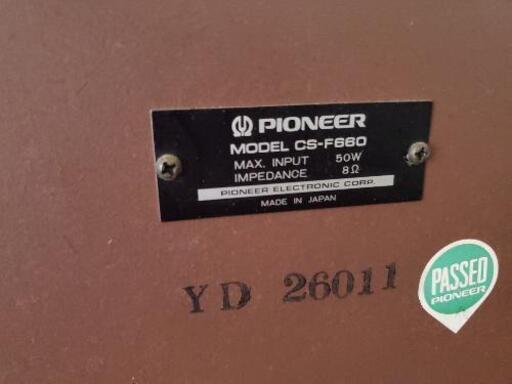 PIONEER
MODEL CS-F660
MAX. INPUT 50W
IMPEDANCE 8Ω
PIONEER ELECTRONIC CORP.
MADE IN JAPAN
YD 26011
PASSED
PIONEER